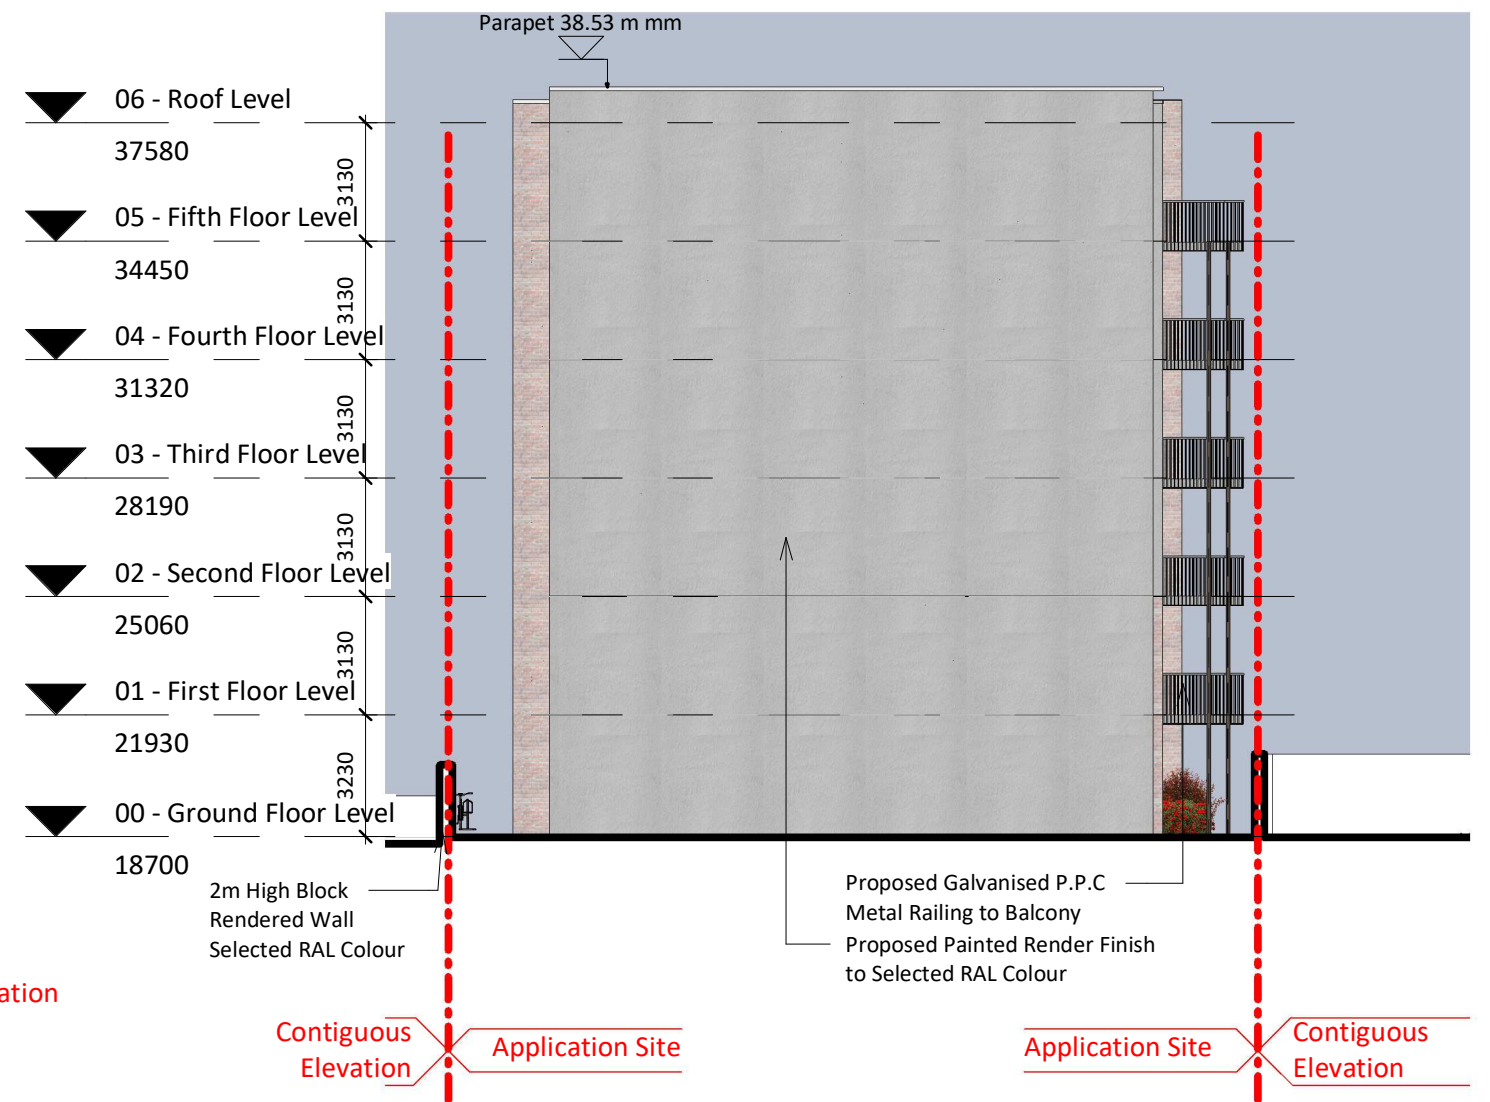 Parapet 38.53 m mm
06 - Roof Level
37580
3130
05 - Fifth Floor Level
34450
3130
04 - Fourth Floor Level
31320
3130
03 - Third Floor Level
28190
3130
02 - Second Floor Level
25060
3130
01 - First Floor Level
21930
3230
00 - Ground Floor Level
18700
2m High Block
Rendered Wall
Selected RAL Colour
Proposed Galvanised P.P.C
Metal Railing to Balcony
Proposed Painted Render Finish
to Selected RAL Colour
ation
Contiguous
Elevation
Application Site
Application Site
Contiguous
Elevation